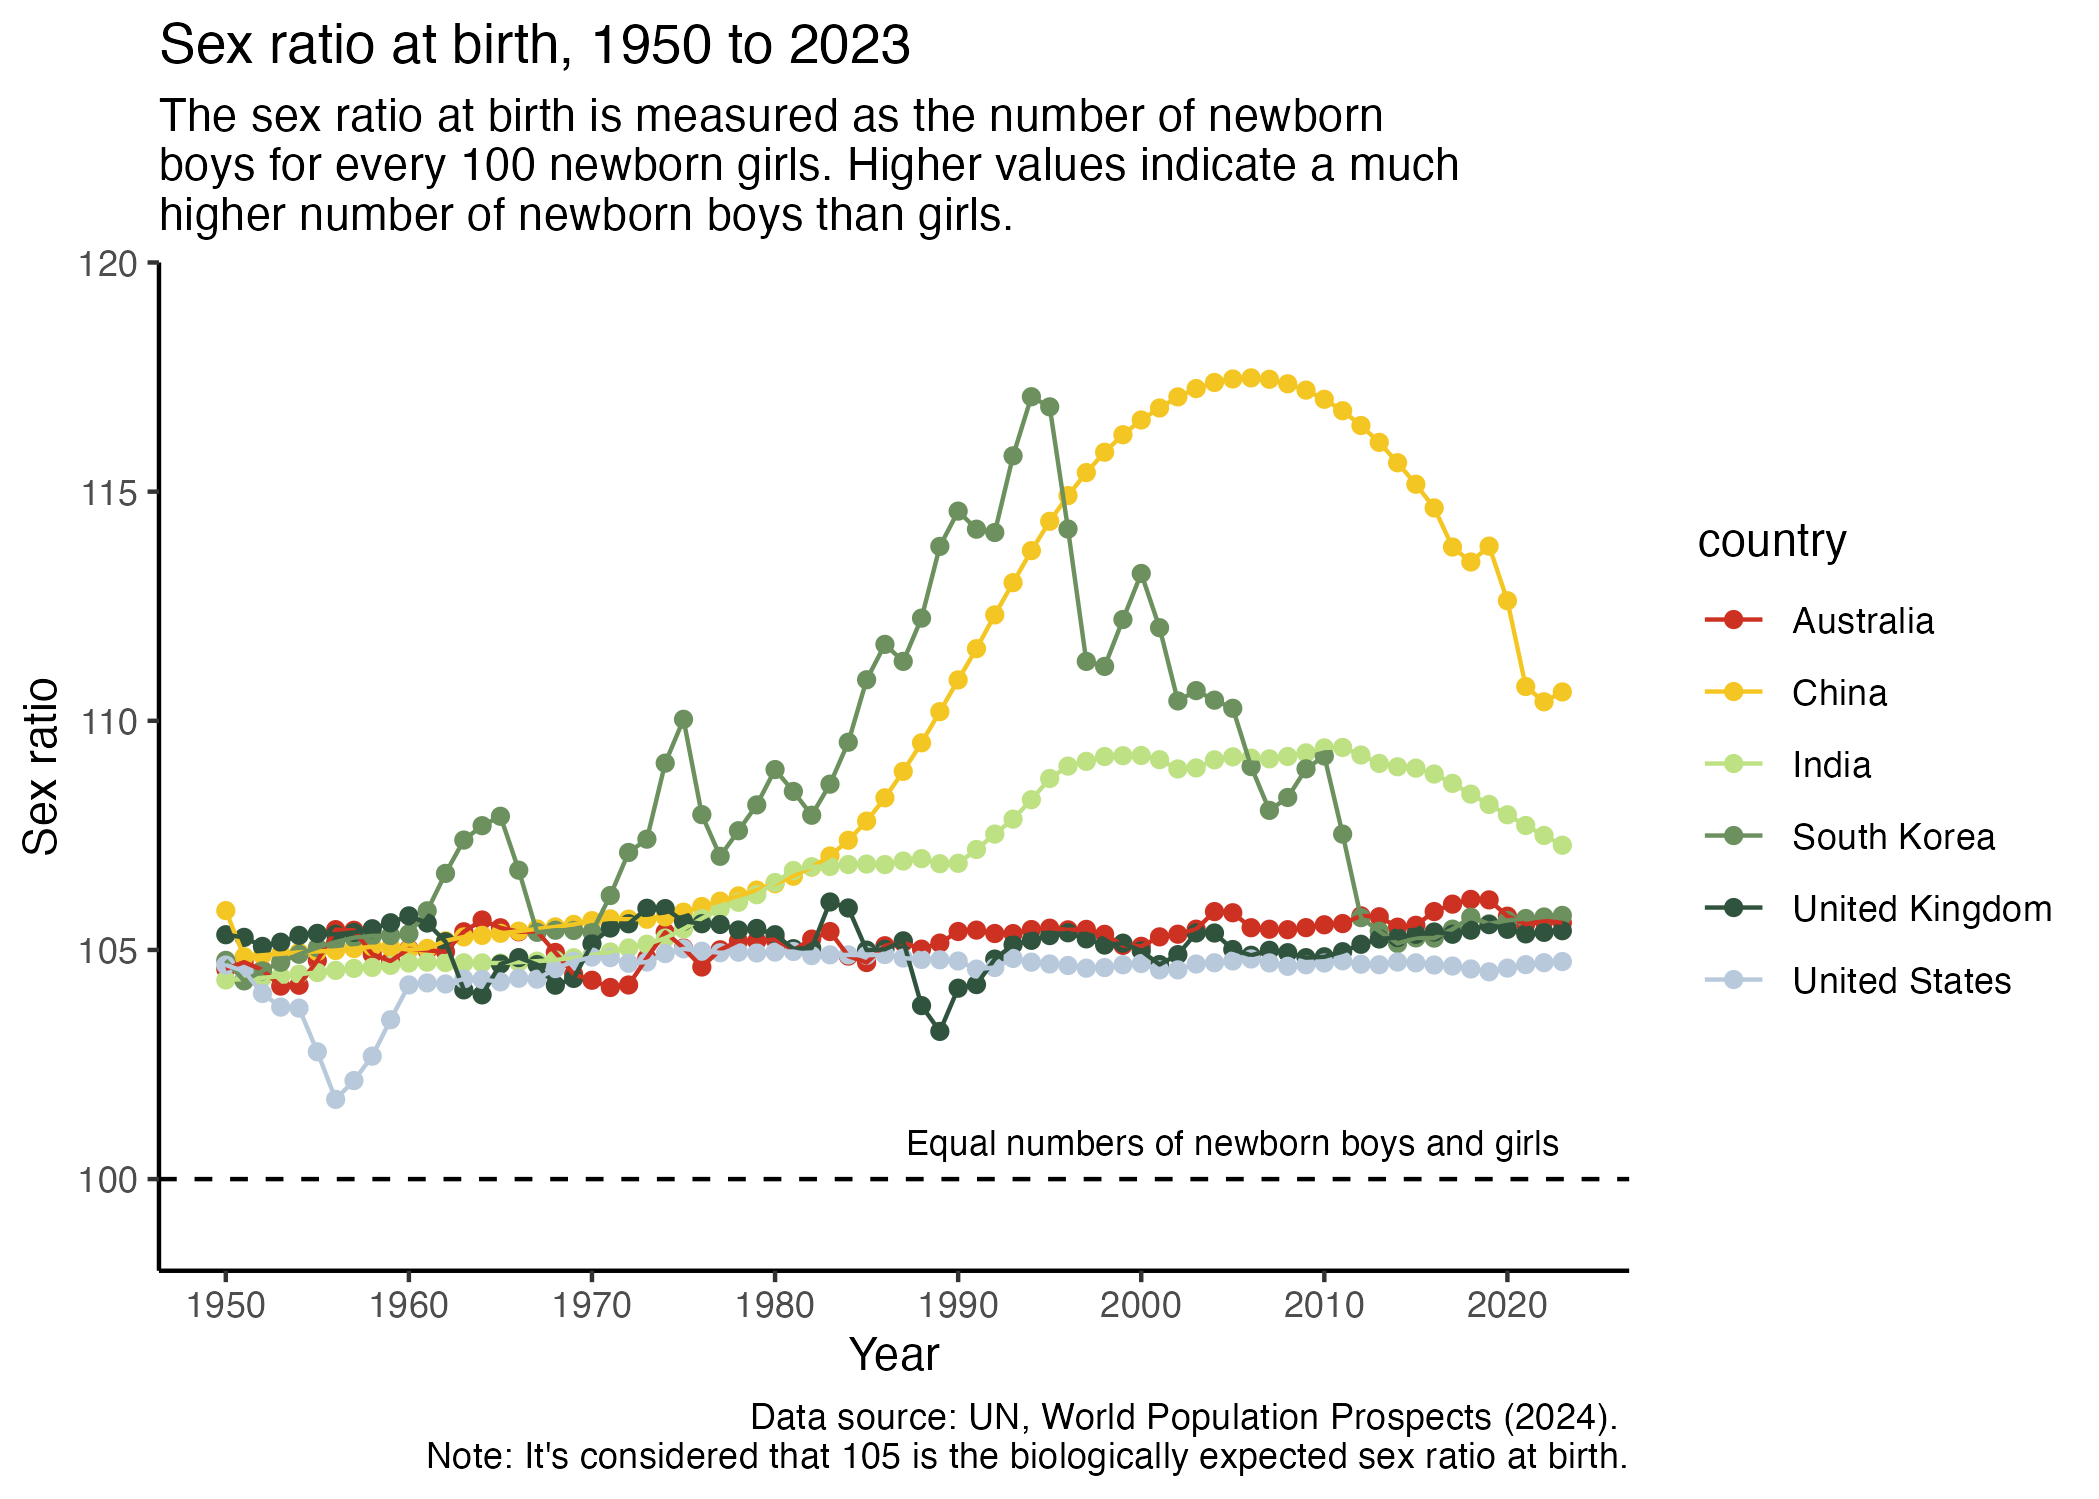 Sex ratio at birth, 1950 to 2023
The sex ratio at birth is measured as the number of newborn
boys for every 100 newborn girls. Higher values indicate a much
higher number of newborn boys than girls.
120
115
110
105
100
Sex ratio
Equal numbers of newborn boys and girls
1950 1960 1970 1980 1990 2000 2010 2020
Year
country
Australia
China
India
South Korea
United Kingdom
United States
Data source: UN, World Population Prospects (2024).
Note: It's considered that 105 is the biologically expected sex ratio at birth.